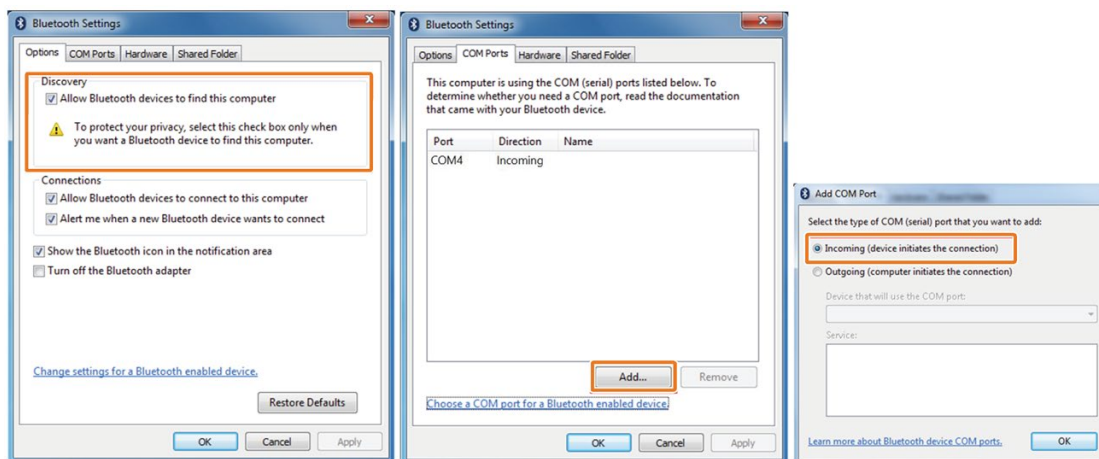 Bluetooth Settings
Options COM Ports Hardware Shared Folder
Discovery
Allow Bluetooth devices to find this computer
To protect your privacy, select this check box only when
you want a Bluetooth device to find this computer.
Connections
Allow Bluetooth devices to connect to this computer
Alert me when a new Bluetooth device wants to connect
Show the Bluetooth icon in the notification area
Turn off the Bluetooth adapter
Change settings for a Bluetooth enabled device.
Restore Defaults
OK Cancel Apply
Bluetooth Settings
Options COM Ports Hardware Shared Folder
This computer is using the COM (serial) ports listed below. To
determine whether you need a COM port, read the documentation
that came with your Bluetooth device.
Port Direction Name
COM4 Incoming
Add... Remove
Choose a COM port for a Bluetooth enabled device.
OK Cancel Apply
Add COM Port
Select the type of COM (serial) port that you want to add:
Incoming (device initiates the connection)
Outgoing (computer initiates the connection)
Device that will use the COM port:
Service:
Learn more about Bluetooth device COM ports.
OK